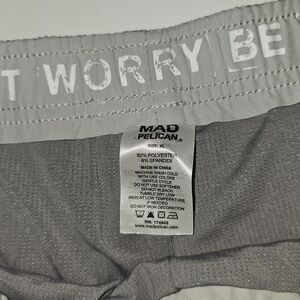 T WORRY BE
MAD
PELICAN
SIZE: XL
92% POLYESTER
8% SPANDEX
MADE IN CHINA
MACHINE WASH COLD
WITH LIKE COLORS
GENTLE CYCLE
DO NOT USE SOFTENER
DO NOT BLEACH
TUMBLE DRY LOW
IRON AT LOW TEMPERATURE
IF NEEDED
DO NOT IRON DECORATION
www.madpelican.com